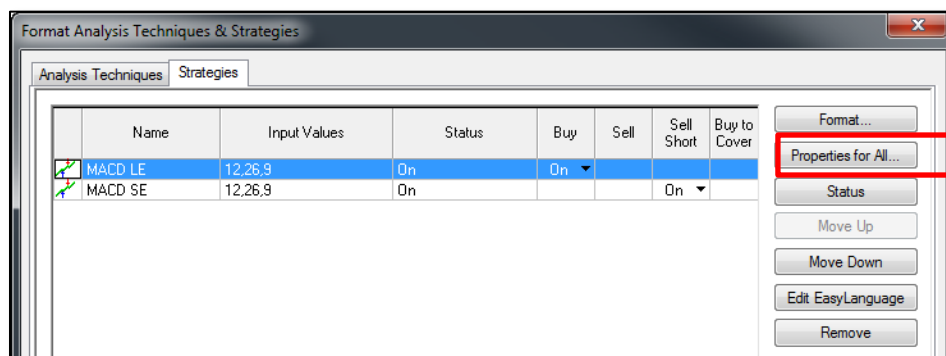 Format Analysis Techniques & Strategies
Analysis Techniques Strategies
Name Input Values Status Buy Sell Sell Short Buy to Cover
MACD LE 12,26,9 On On
MACD SE 12,26,9 On On
Format...
Properties for All...
Status
Move Up
Move Down
Edit EasyLanguage
Remove